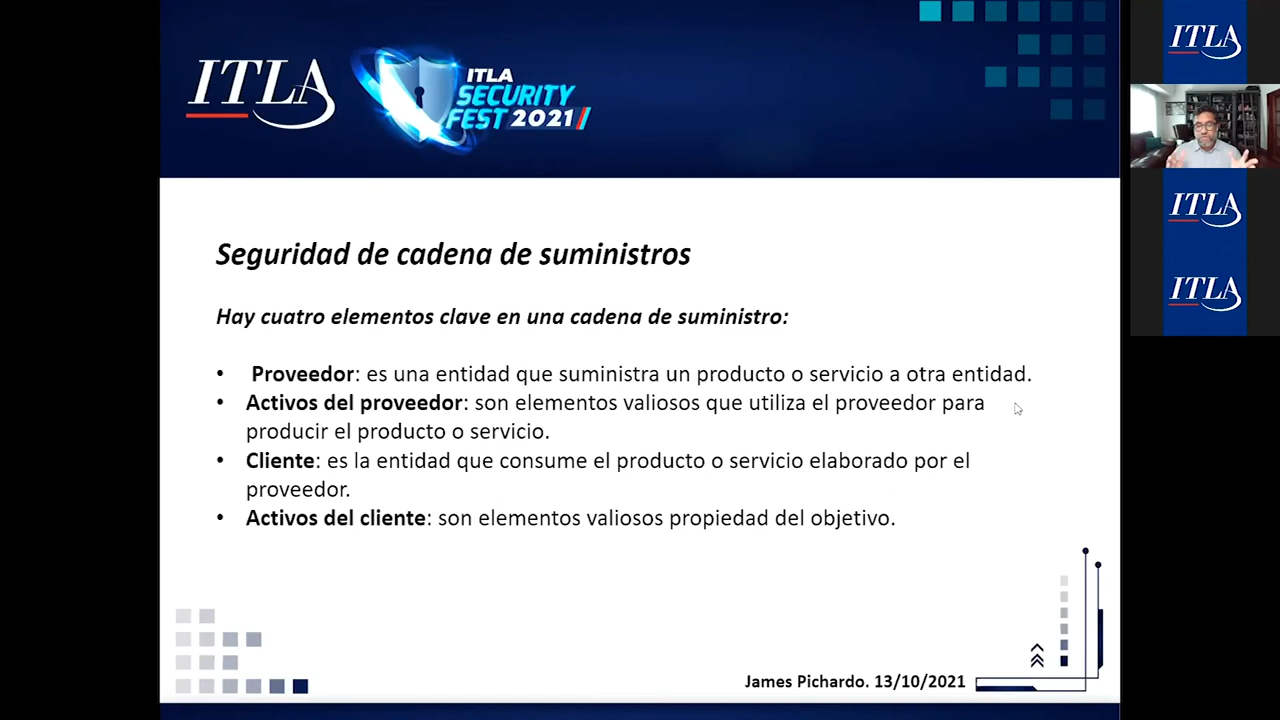 ITLA
ITLA
SECURITY
FEST 2021
ITLA
Seguridad de cadena de suministros
Hay cuatro elementos clave en una cadena de suministro:
• Proveedor: es una entidad que suministra un producto o servicio a otra entidad.
• Activos del proveedor: son elementos valiosos que utiliza el proveedor para
producir el producto o servicio.
• Cliente: es la entidad que consume el producto o servicio elaborado por el
proveedor.
• Activos del cliente: son elementos valiosos propiedad del objetivo.
James Pichardo. 13/10/2021
ITLA
ITLA